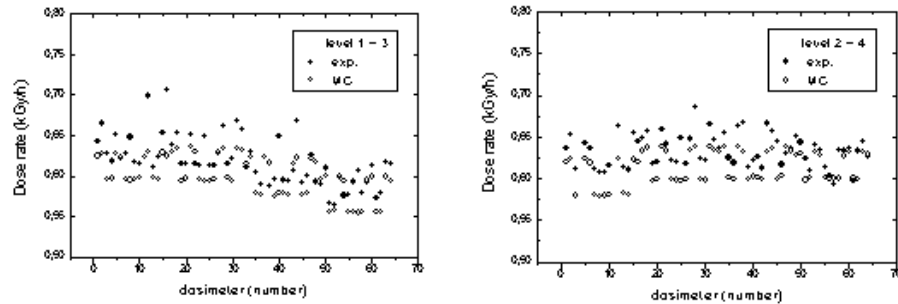 0,80
0,75
0,70
0,65
0,60
0,55
0,50
Dose rate (kGy/h)
level 1 - 3
exp.
MC
0 10 20 30 40 50 60 70
dosimeter (number)
0,80
0,75
0,70
0,65
0,60
0,55
0,50
Dose rate (kGy/h)
level 2 - 4
exp.
MC
0 10 20 30 40 50 60 70
dosimeter (number)